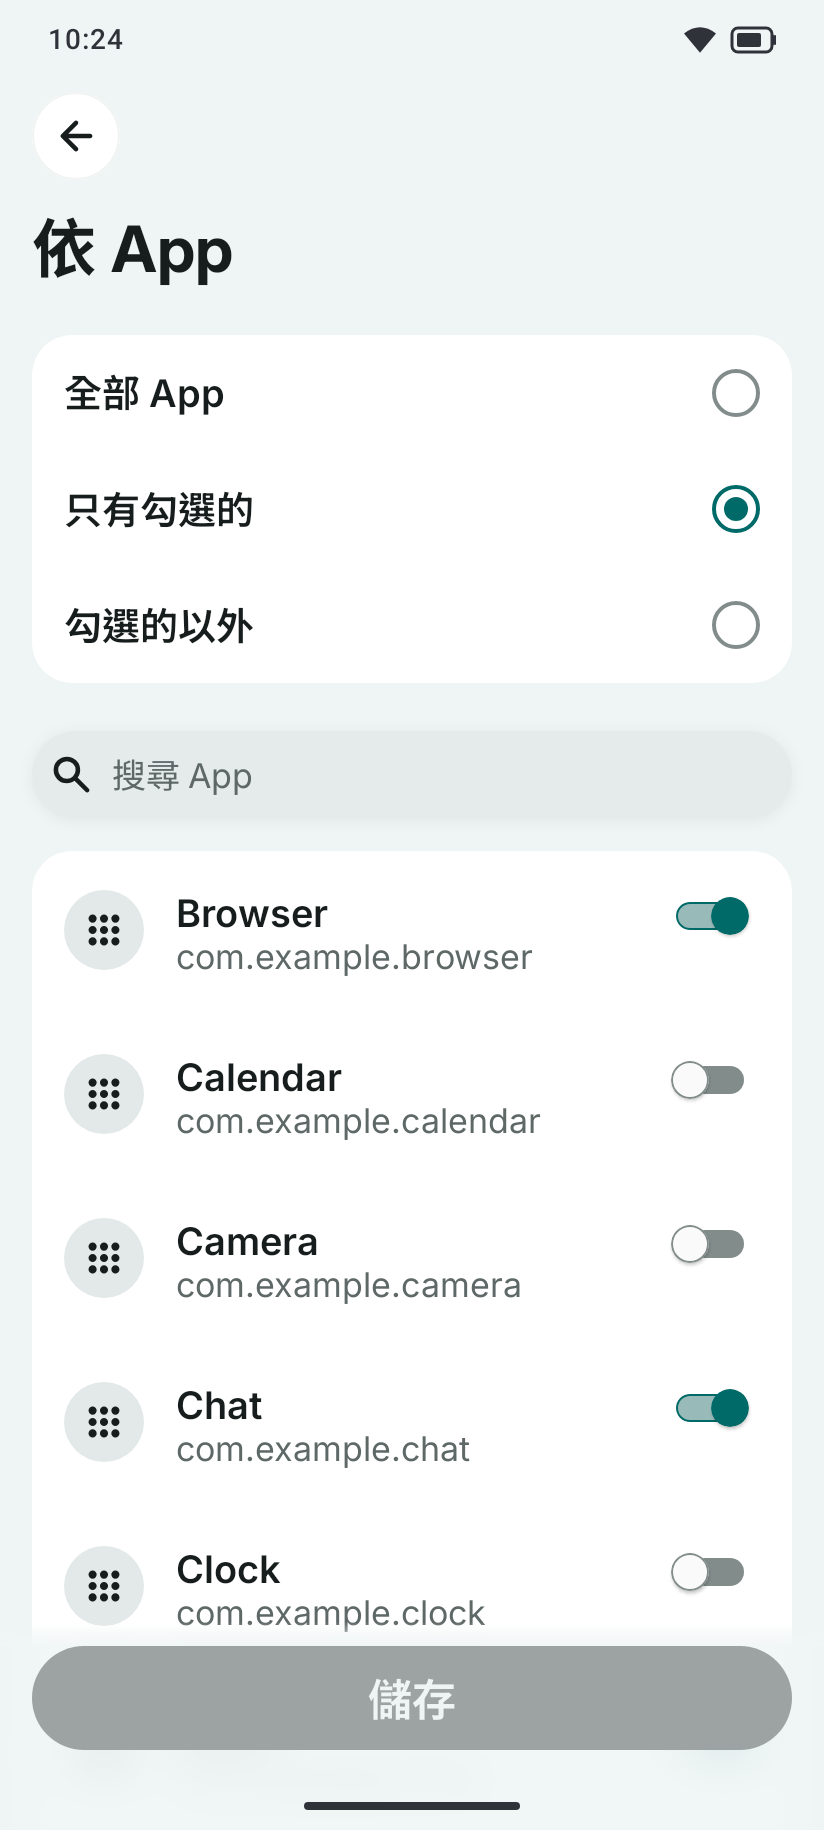 10:24
依 App
全部 App
只有勾選的
勾選的以外
搜尋 App
Browser
com.example.browser
Calendar
com.example.calendar
Camera
com.example.camera
Chat
com.example.chat
Clock
com.example.clock
儲存